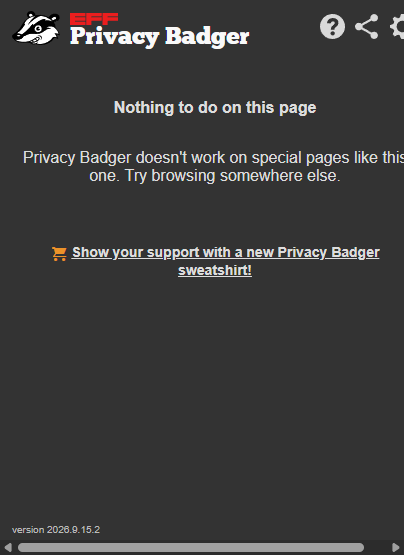 EFF
Privacy Badger
Nothing to do on this page
Privacy Badger doesn't work on special pages like this
one. Try browsing somewhere else.
Show your support with a new Privacy Badger
sweatshirt!
version 2026.9.15.2